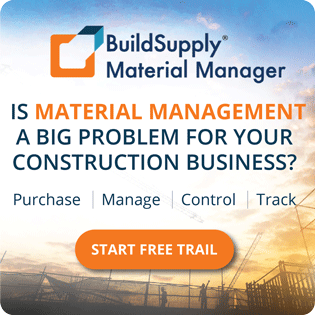 BuildSupply®
Material Manager
IS MATERIAL MANAGEMENT
A BIG PROBLEM FOR YOUR
CONSTRUCTION BUSINESS?
Purchase | Manage | Control | Track
START FREE TRAIL